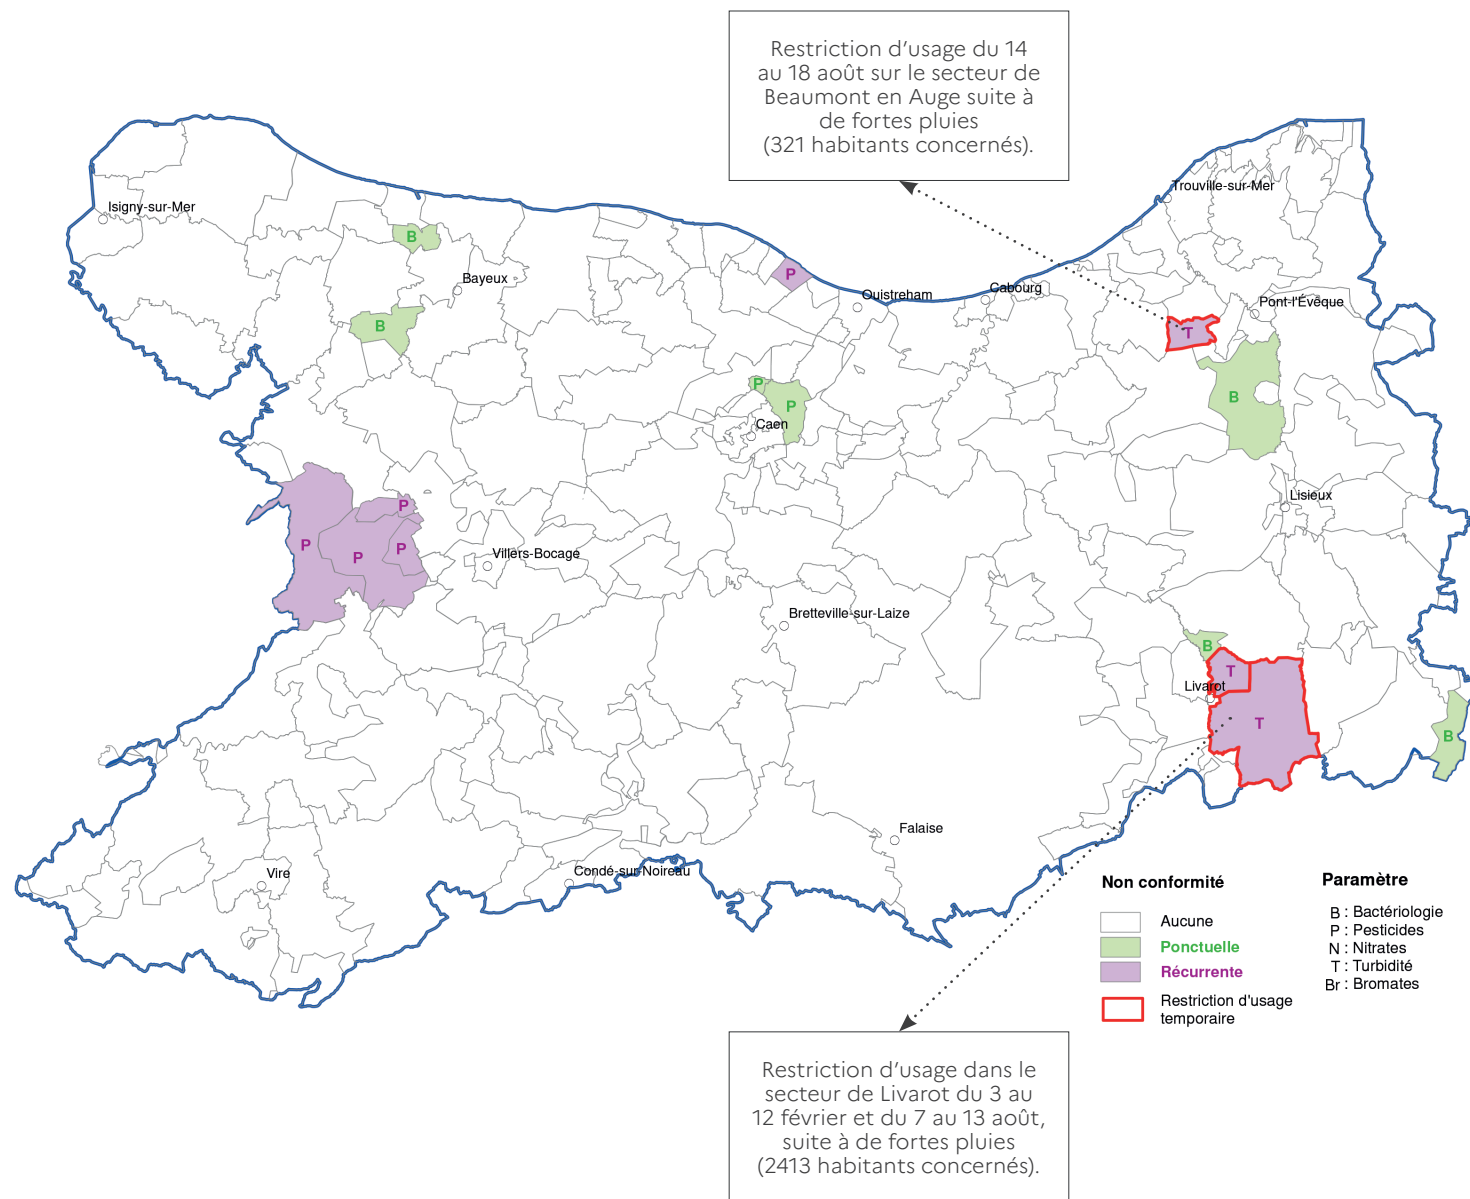 Restriction d’usage du 14
au 18 août sur le secteur de
Beaumont en Auge suite à
de fortes pluies
(321 habitants concernés).
Trouville-sur-Mer
Isigny-sur-Mer
B
Bayeux
P
Ouistreham
Cabourg
Pont-l'Évêque
B
T
P
P
B
Caen
Lisieux
P
P
P
P
Villers-Bocage
Bretteville-sur-Laize
B
T
Livarot
T
B
Falaise
Vire
Condé-sur-Noireau
Non conformité
Aucune
Ponctuelle
Récurrente
Restriction d'usage
temporaire
Paramètre
B : Bactériologie
P : Pesticides
N : Nitrates
T : Turbidité
Br : Bromates
Restriction d’usage dans le
secteur de Livarot du 3 au
12 février et du 7 au 13 août,
suite à de fortes pluies
(2413 habitants concernés).